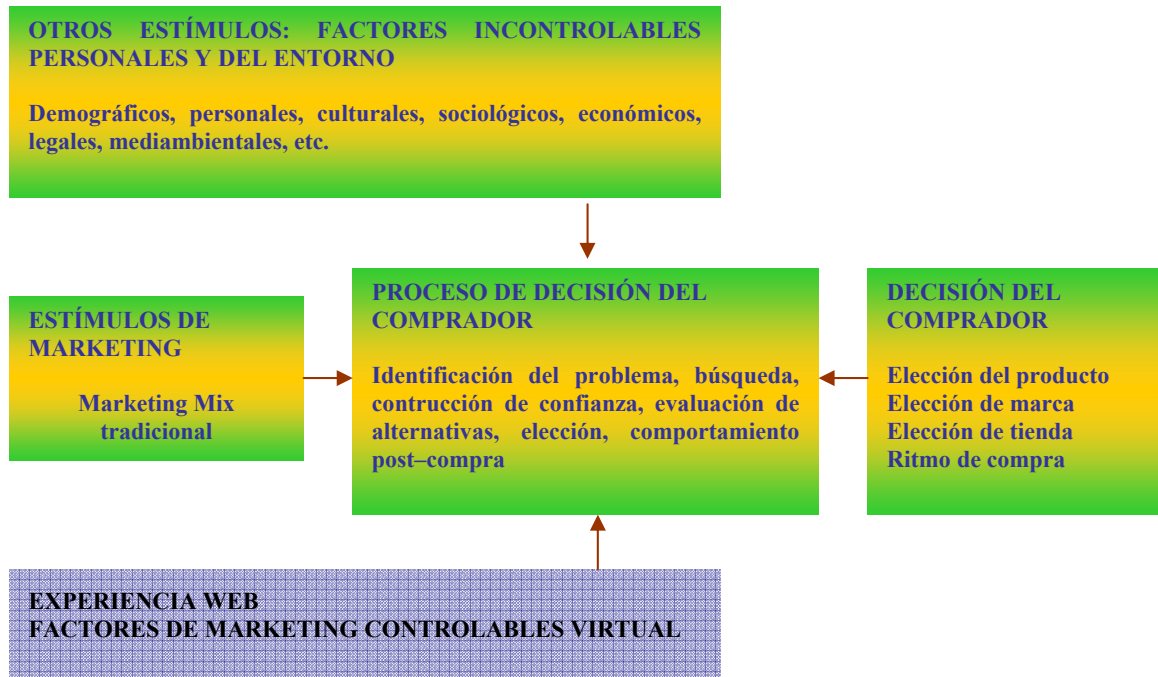 OTROS ESTÍMULOS: FACTORES INCONTROLABLES
PERSONALES Y DEL ENTORNO
Demográficos, personales, culturales, sociológicos, económicos,
legales, mediambientales, etc.
ESTÍMULOS DE
MARKETING
Marketing Mix
tradicional
PROCESO DE DECISIÓN DEL
COMPRADOR
Identificación del problema, búsqueda,
contrucción de confianza, evaluación de
alternativas, elección, comportamiento
post–compra
DECISIÓN DEL
COMPRADOR
Elección del producto
Elección de marca
Elección de tienda
Ritmo de compra
EXPERIENCIA WEB
FACTORES DE MARKETING CONTROLABLES VIRTUAL